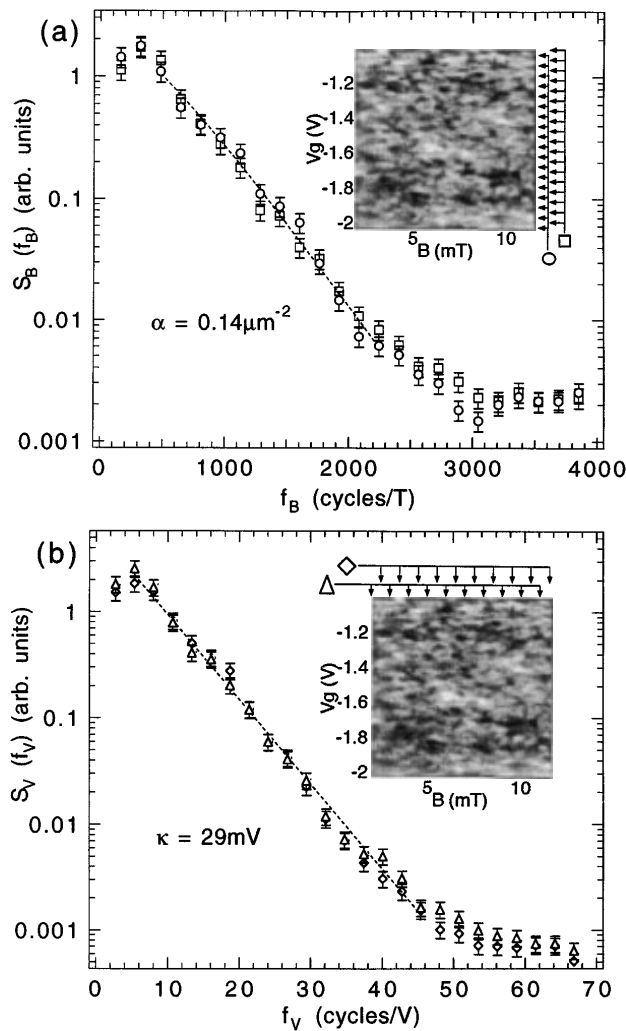 (a)
1
0.1
0.01
0.001
S_B (f_B) (arb. units)
α = 0.14μm⁻²
0 1000 2000 3000 4000
f_B (cycles/T)
Vg (V)
-1.2
-1.4
-1.6
-1.8
-2
5 10
B (mT)
(b)
1
0.1
0.01
0.001
S_V (f_V) (arb. units)
κ = 29mV
0 10 20 30 40 50 60 70
f_V (cycles/V)
Vg (V)
-1.2
-1.4
-1.6
-1.8
-2
5 10
B (mT)